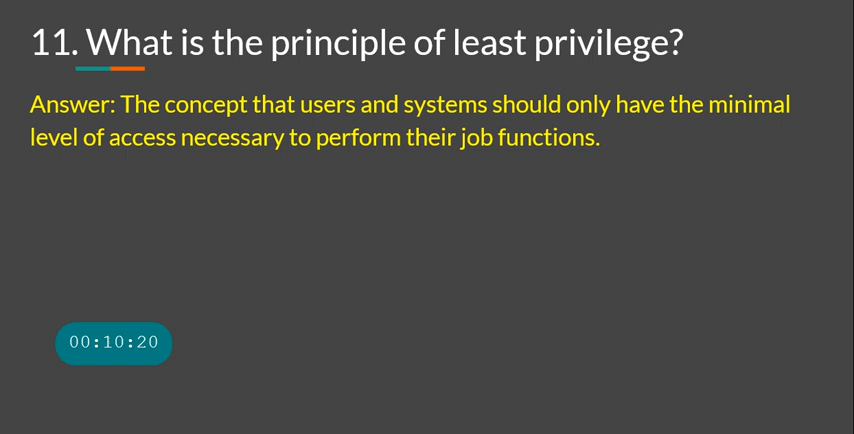 11. What is the principle of least privilege?
Answer: The concept that users and systems should only have the minimal
level of access necessary to perform their job functions.
00:10:20